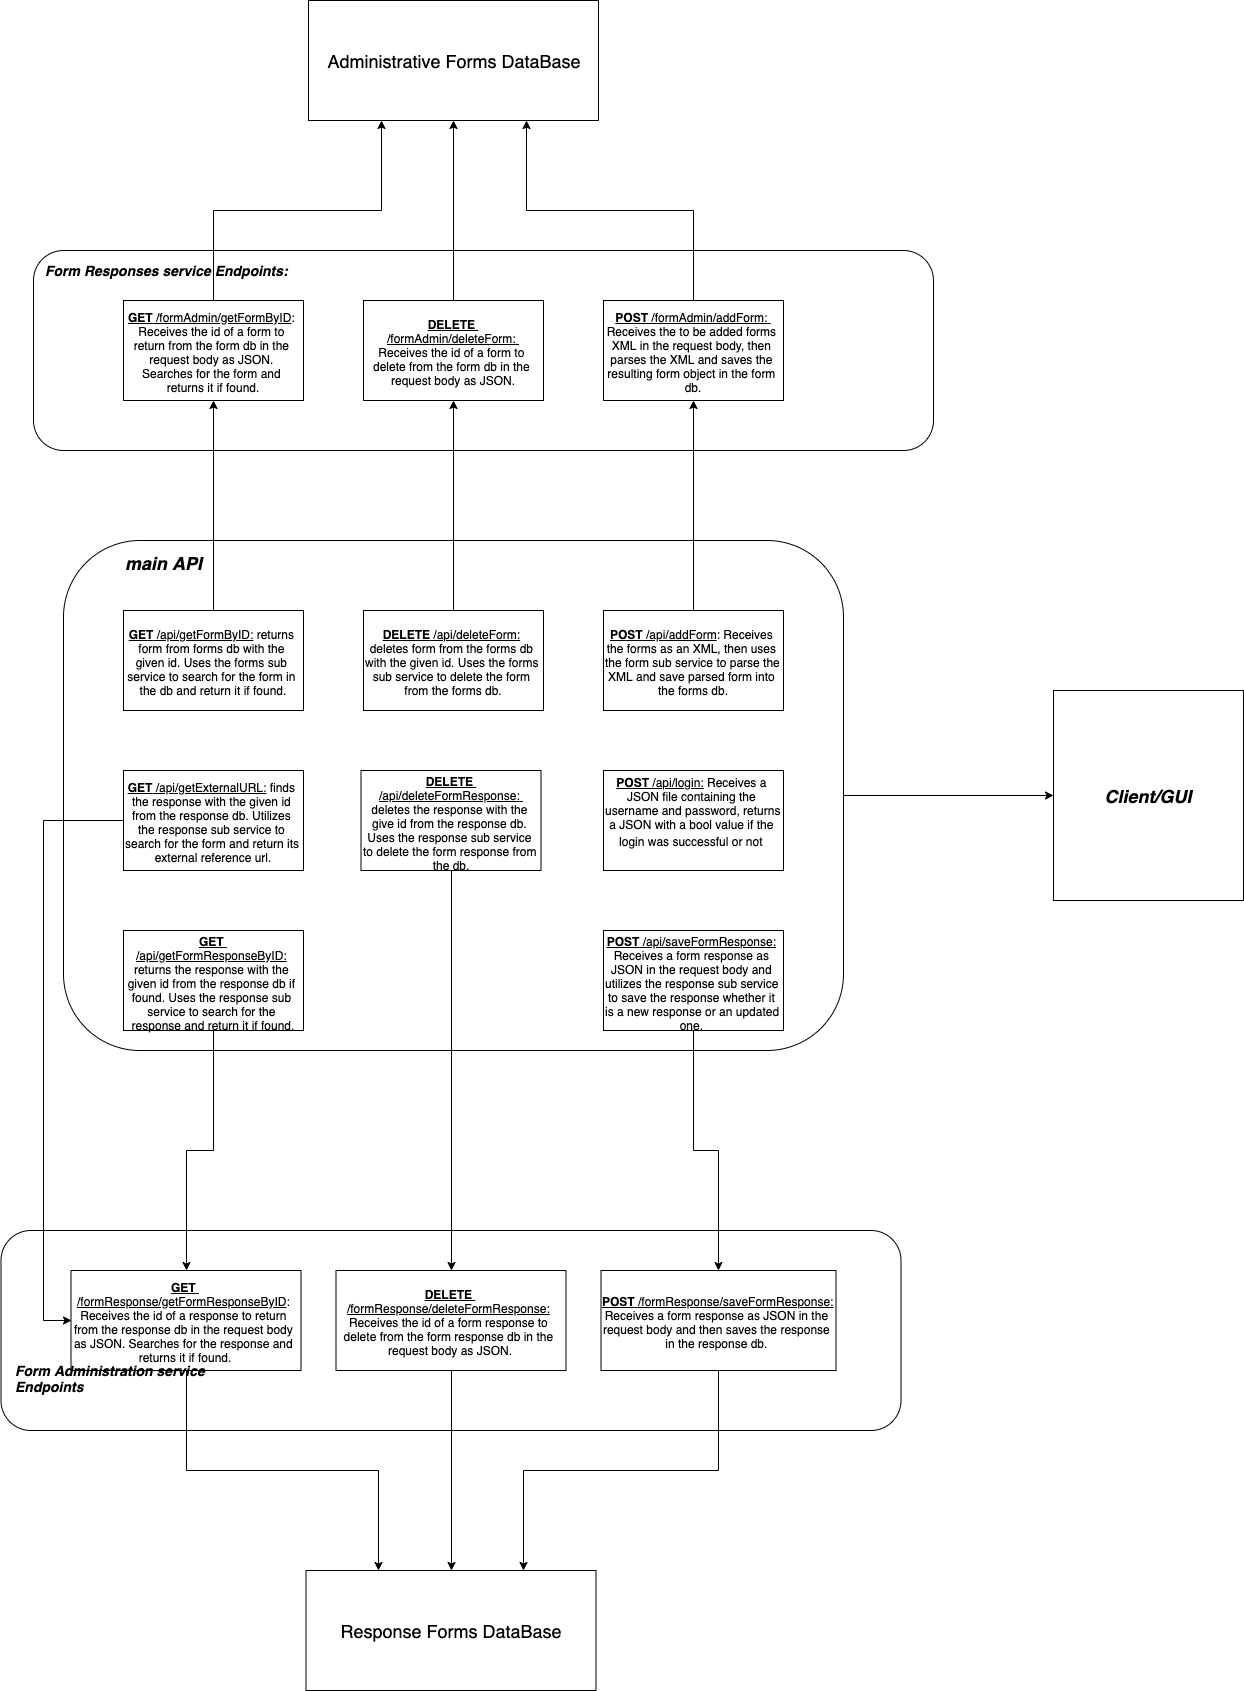 Administrative Forms DataBase
Form Responses service Endpoints:
GET /formAdmin/getFormByID:
Receives the id of a form to
return from the form db in the
request body as JSON.
Searches for the form and
returns it if found.
DELETE
/formAdmin/deleteForm:
Receives the id of a form to
delete from the form db in the
request body as JSON.
POST /formAdmin/addForm:
Receives the to be added forms
XML in the request body, then
parses the XML and saves the
resulting form object in the form
db.
main API
GET /api/getFormByID: returns
form from forms db with the
given id. Uses the forms sub
service to search for the form in
the db and return it if found.
DELETE /api/deleteForm:
deletes form from the forms db
with the given id. Uses the forms
sub service to delete the form
from the forms db.
POST /api/addForm: Receives
the forms as an XML, then uses
the form sub service to parse the
XML and save parsed form into
the forms db.
GET /api/getExternalURL: finds
the response with the given id
from the response db. Utilizes
the response sub service to
search for the form and return its
external reference url.
DELETE
/api/deleteFormResponse:
deletes the response with the
give id from the response db.
Uses the response sub service
to delete the form response from
the db.
POST /api/login: Receives a
JSON file containing the
username and password, returns
a JSON with a bool value if the
login was successful or not
Client/GUI
GET
/api/getFormResponseByID:
returns the response with the
given id from the response db if
found. Uses the response sub
service to search for the
response and return it if found.
POST /api/saveFormResponse:
Receives a form response as
JSON in the request body and
utilizes the response sub service
to save the response whether it
is a new response or an updated
one.
GET
/formResponse/getFormResponseByID:
Receives the id of a response to return
from the response db in the request body
as JSON. Searches for the response and
returns it if found.
DELETE
/formResponse/deleteFormResponse:
Receives the id of a form response to
delete from the form response db in the
request body as JSON.
POST /formResponse/saveFormResponse:
Receives a form response as JSON in the
request body and then saves the response
in the response db.
Form Administration service
Endpoints
Response Forms DataBase